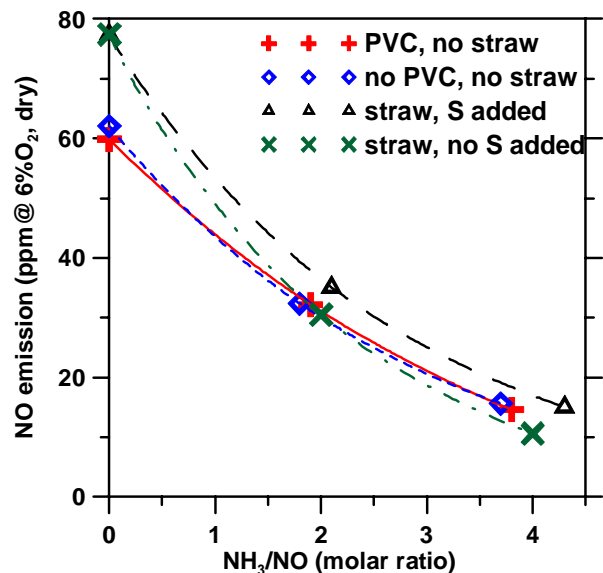 80
60
40
20
0
NO emission (ppm@ 6%O₂, dry)
PVC, no straw
no PVC, no straw
straw, S added
straw, no S added
0 1 2 3 4
NH₃/NO (molar ratio)